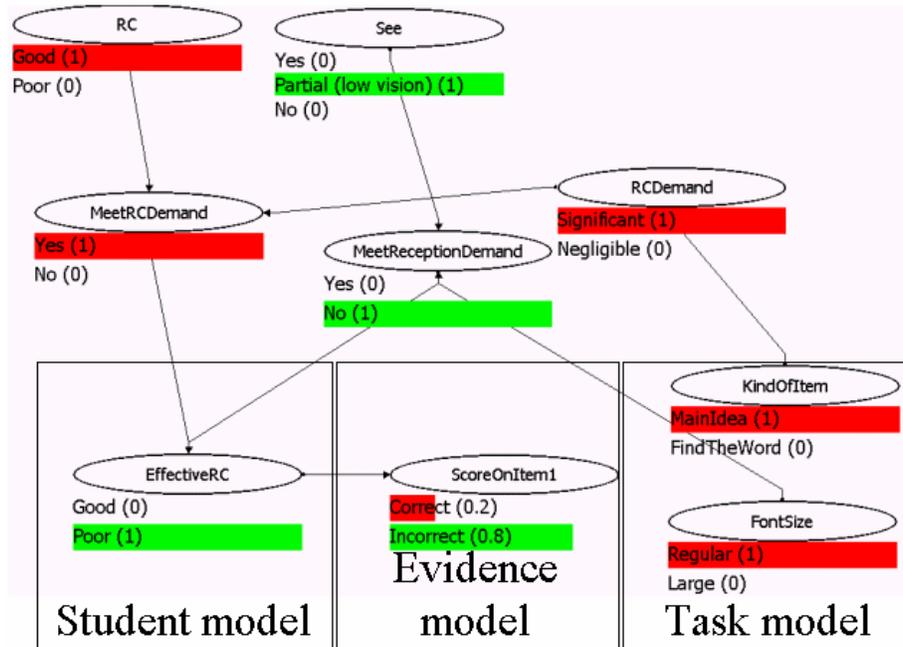 RC
Good (1)
Poor (0)
See
Yes (0)
Partial (low vision) (1)
No (0)
MeetRCDemand
Yes (1)
No (0)
RCDemand
Significant (1)
Negligible (0)
MeetReceptionDemand
Yes (0)
No (1)
KindOfItem
MainIdea (1)
FindTheWord (0)
EffectiveRC
Good (0)
Poor (1)
ScoreOnItem1
Correct (0.2)
Incorrect (0.8)
FontSize
Regular (1)
Large (0)
Student model
Evidence
model
Task model